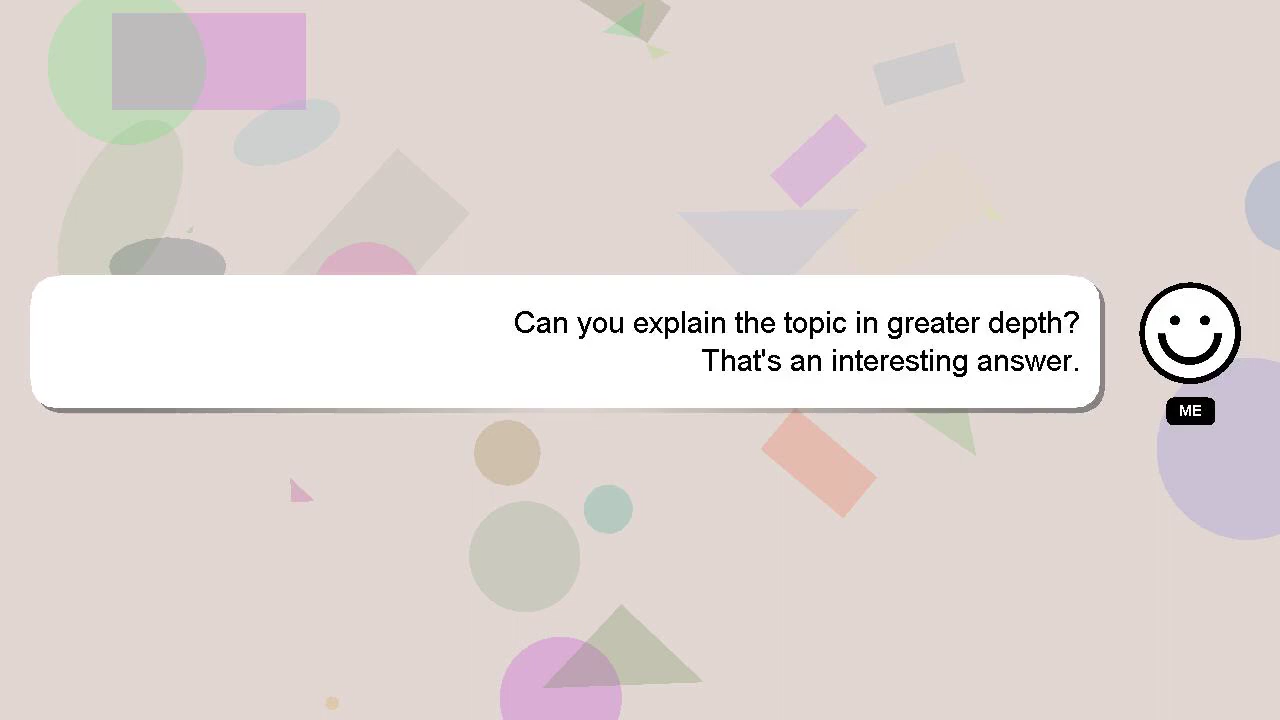 Can you explain the topic in greater depth?
That's an interesting answer.
ME